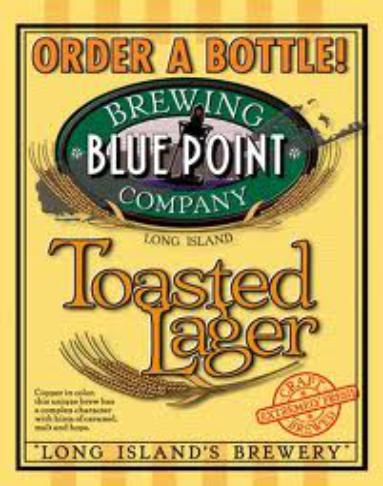 ORDER A BOTTLE!
BREWING
BLUE POINT
COMPANY
LONG ISLAND
Toasted
Lager
Copper in color,
this unique brew has
a complex character
with hints of caramel,
malt and hops.
CRAFT
EXTREMELY FRESH
BREWED
"LONG ISLAND'S BREWERY"